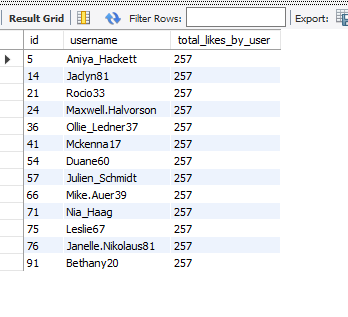 Result Grid Filter Rows: Export:
id username total_likes_by_user
5 Aniya_Hackett 257
14 Jaclyn81 257
21 Rocio33 257
24 Maxwell.Halvorson 257
36 Ollie_Ledner37 257
41 Mckenna17 257
54 Duane60 257
57 Julien_Schmidt 257
66 Mike.Auer39 257
71 Nia_Haag 257
75 Leslie67 257
76 Janelle.Nikolaus81 257
91 Bethany20 257